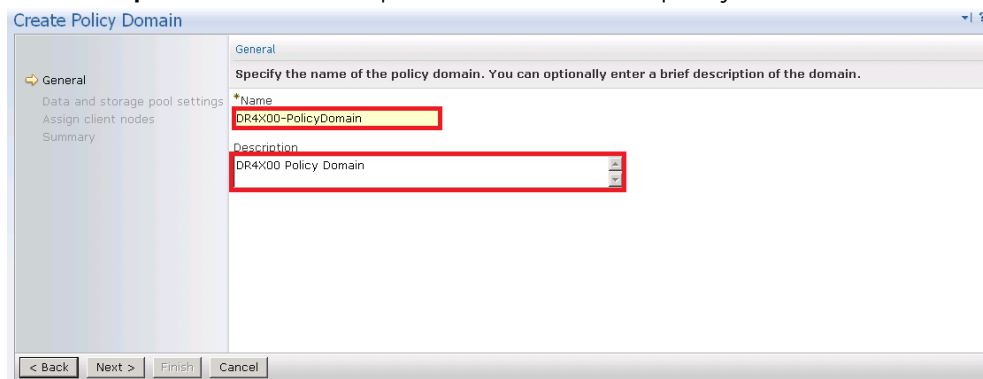 Create Policy Domain
General
General
Specify the name of the policy domain. You can optionally enter a brief description of the domain.
Data and storage pool settings
Assign client nodes
Summary
*Name
DR4X00-PolicyDomain
Description
DR4X00 Policy Domain
< Back Next > Finish Cancel